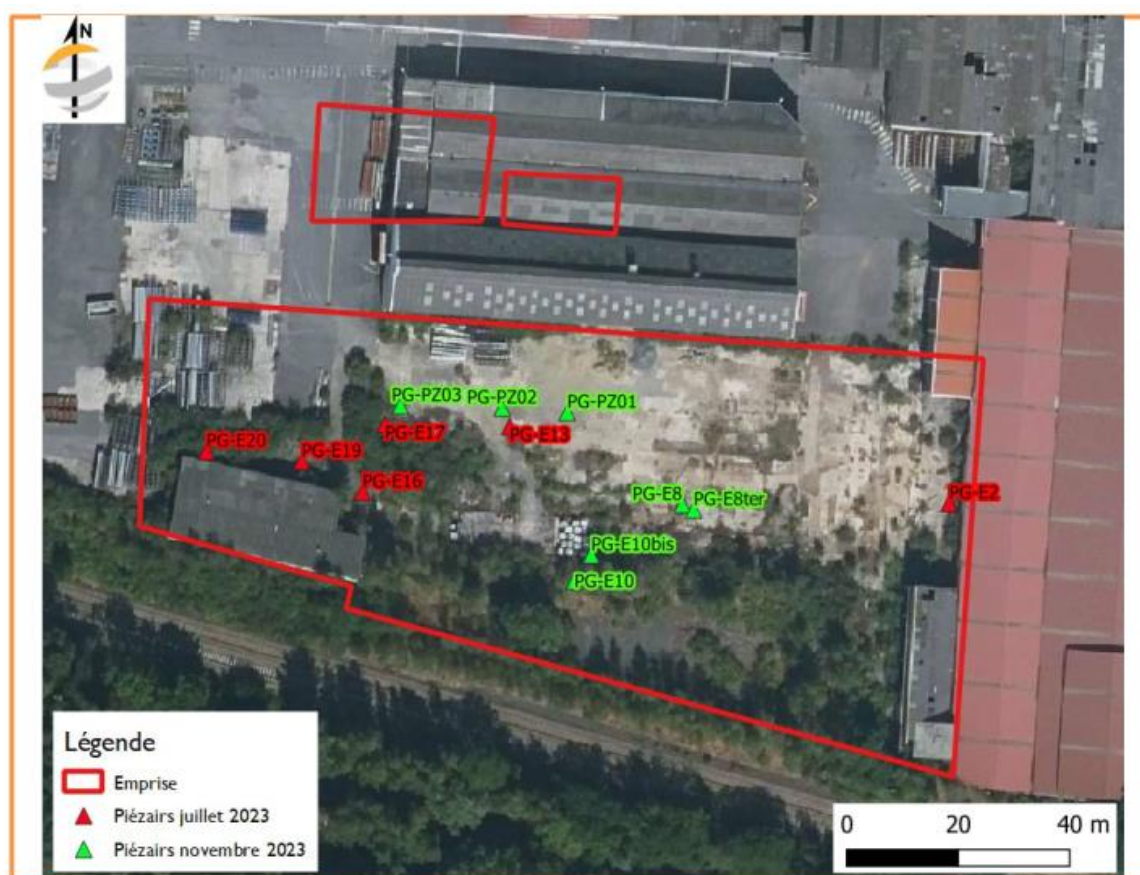 N
PG-PZ03
PG-PZ02
PG-PZ01
PG-E17
PG-E13
PG-E20
PG-E19
PG-E16
PG-E8
PG-E8ter
PG-E2
PG-E10bis
PG-E10
Légende
Emprise
Piézairs juillet 2023
Piézairs novembre 2023
0 20 40 m